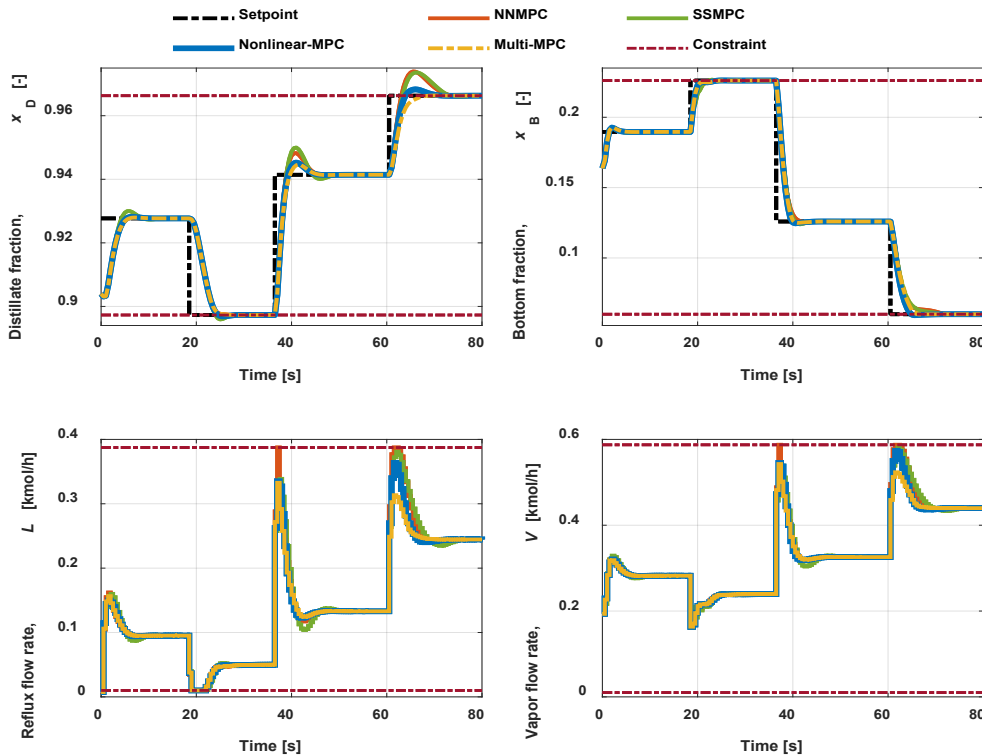 Setpoint NNMPC SSMPC
Nonlinear-MPC Multi-MPC Constraint
Distillate fraction, x D [-]
0.96
0.94
0.92
0.9
0 20 40 60 80
Time [s]
Bottom fraction, x B [-]
0.2
0.15
0.1
0 20 40 60 80
Time [s]
Reflux flow rate, L [kmol/h]
0.4
0.3
0.2
0.1
0
0 20 40 60 80
Time [s]
Vapor flow rate, V [kmol/h]
0.6
0.4
0.2
0
0 20 40 60 80
Time [s]